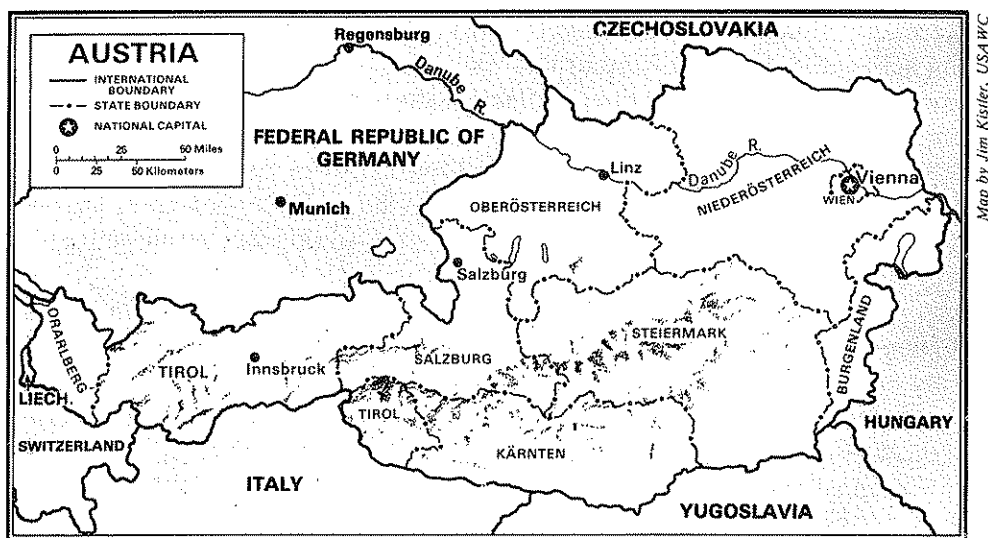 AUSTRIA
INTERNATIONAL
BOUNDARY
STATE BOUNDARY
NATIONAL CAPITAL
0 25 50 Miles
0 25 50 Kilometers
Regensburg
Danube R.
CZECHOSLOVAKIA
FEDERAL REPUBLIC OF
GERMANY
Munich
Linz
Danube R.
OBERÖSTERREICH
NIEDERÖSTERREICH
Vienna
WIEN
Salzburg
ORARLBERG
TIROL
Innsbruck
SALZBURG
STEIERMARK
BURGENLAND
LIECH.
TIROL
KÄRNTEN
SWITZERLAND
ITALY
HUNGARY
YUGOSLAVIA
Map by Jim Kistler, USAWC